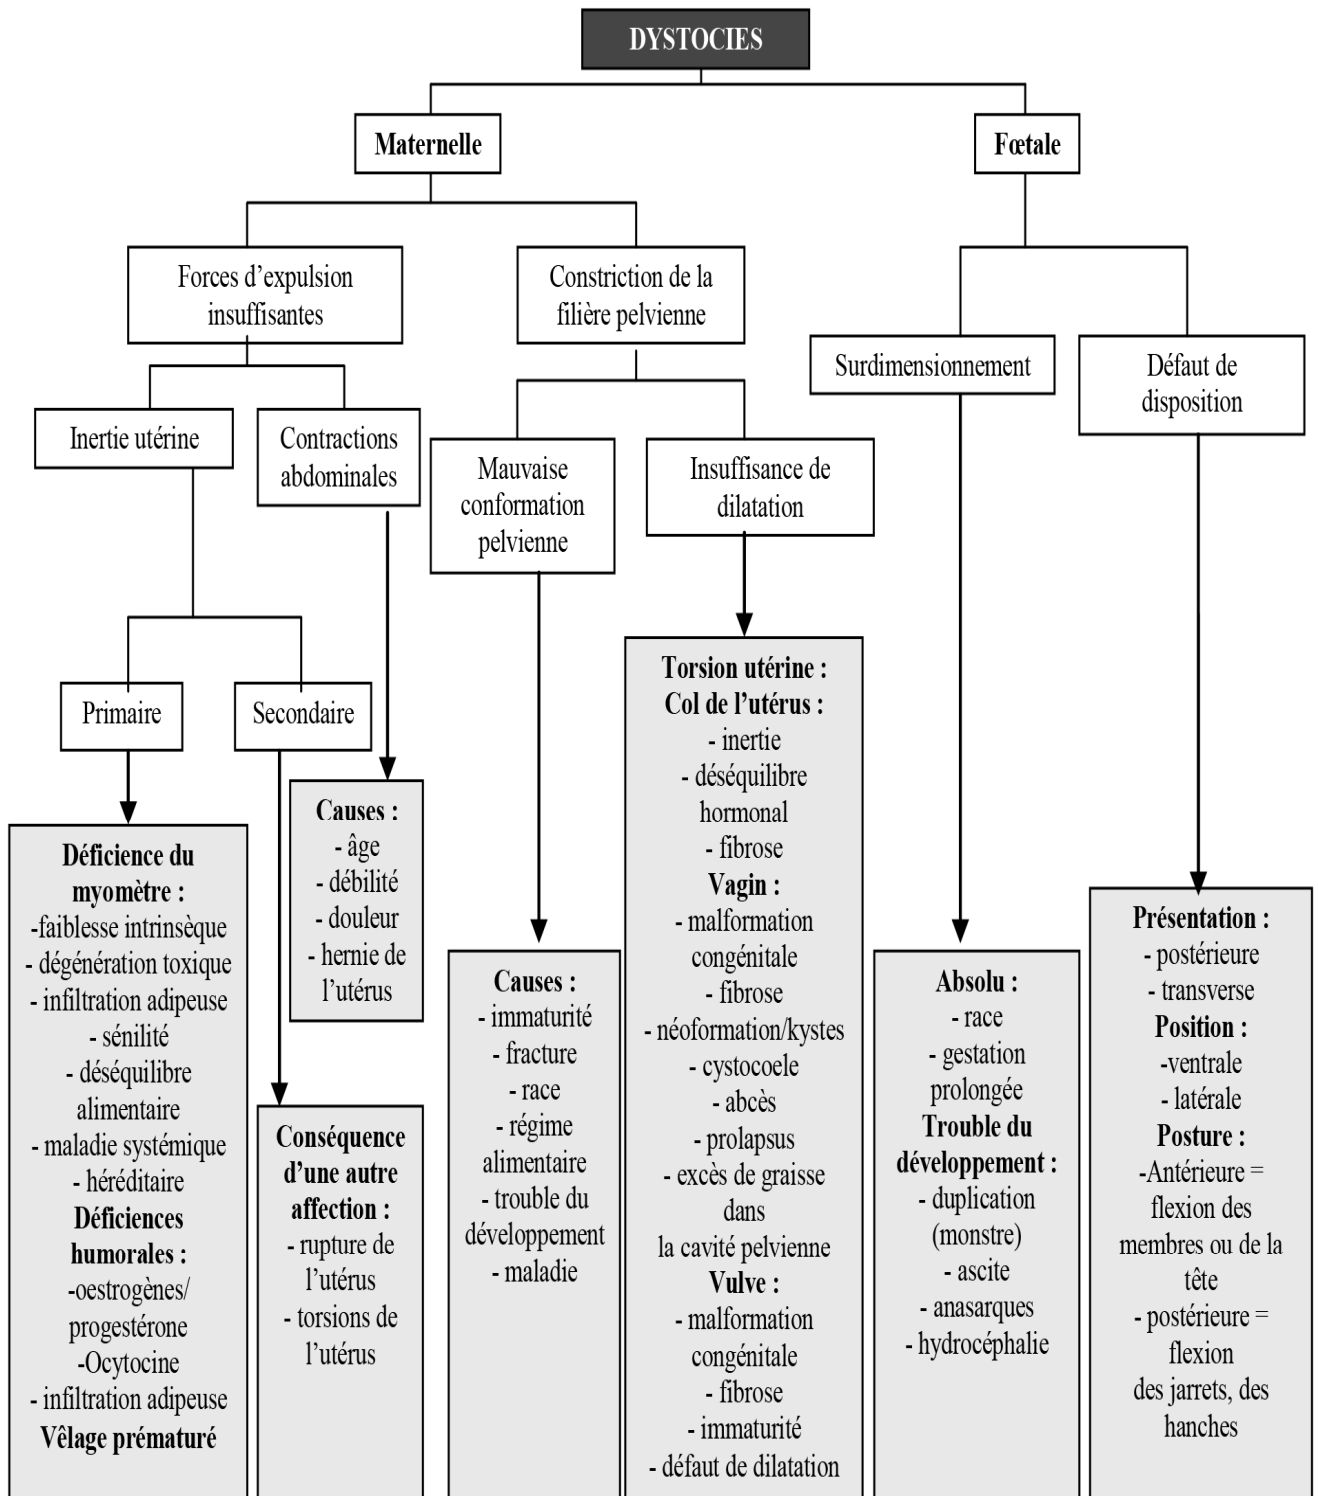 DYSTOCIES
Maternelle
Fœtale
Forces d’expulsion
insuffisantes
Constriction de la
filière pelvienne
Surdimensionnement
Défaut de
disposition
Inertie utérine
Contractions
abdominales
Mauvaise
conformation
pelvienne
Insuffisance de
dilatation
Primaire
Secondaire
Déficience du
myomètre :
-faiblesse intrinsèque
- dégénération toxique
- infiltration adipeuse
- sénilité
- déséquilibre
alimentaire
- maladie systémique
- héréditaire
Déficiences
humorales :
-oestrogènes/
progestérone
-Ocytocine
- infiltration adipeuse
Vêlage prématuré
Conséquence
d’une autre
affection :
- rupture de
l’utérus
- torsions de
l’utérus
Causes :
- âge
- débilité
- douleur
- hernie de
l’utérus
Causes :
- immaturité
- fracture
- race
- régime
alimentaire
- trouble du
développement
- maladie
Torsion utérine :
Col de l’utérus :
- inertie
- déséquilibre
hormonal
- fibrose
Vagin :
- malformation
congénitale
- fibrose
- néoformation/kystes
- cystocoele
- abcès
- prolapsus
- excès de graisse
dans
la cavité pelvienne
Vulve :
- malformation
congénitale
- fibrose
- immaturité
- défaut de dilatation
Absolu :
- race
- gestation
prolongée
Trouble du
développement :
- duplication
(monstre)
- ascite
- anasarques
- hydrocéphalie
Présentation :
- postérieure
- transverse
Position :
-ventrale
- latérale
Posture :
-Antérieure =
flexion des
membres ou de la
tête
- postérieure =
flexion
des jarrets, des
hanches